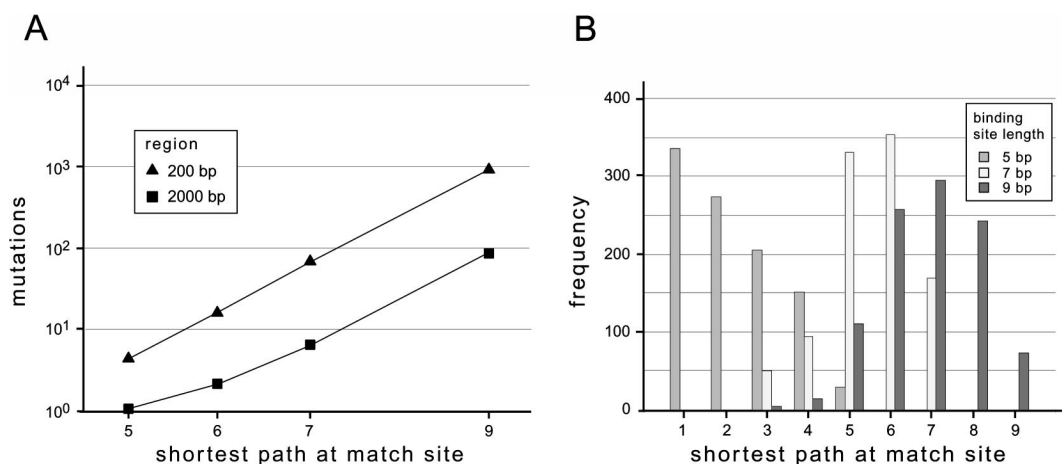 A
mutations
10^4
10^3
10^2
10^1
10^0
region
200 bp
2000 bp
5 6 7 9
shortest path at match site
B
frequency
400
300
200
100
0
binding
site length
5 bp
7 bp
9 bp
1 2 3 4 5 6 7 8 9
shortest path at match site